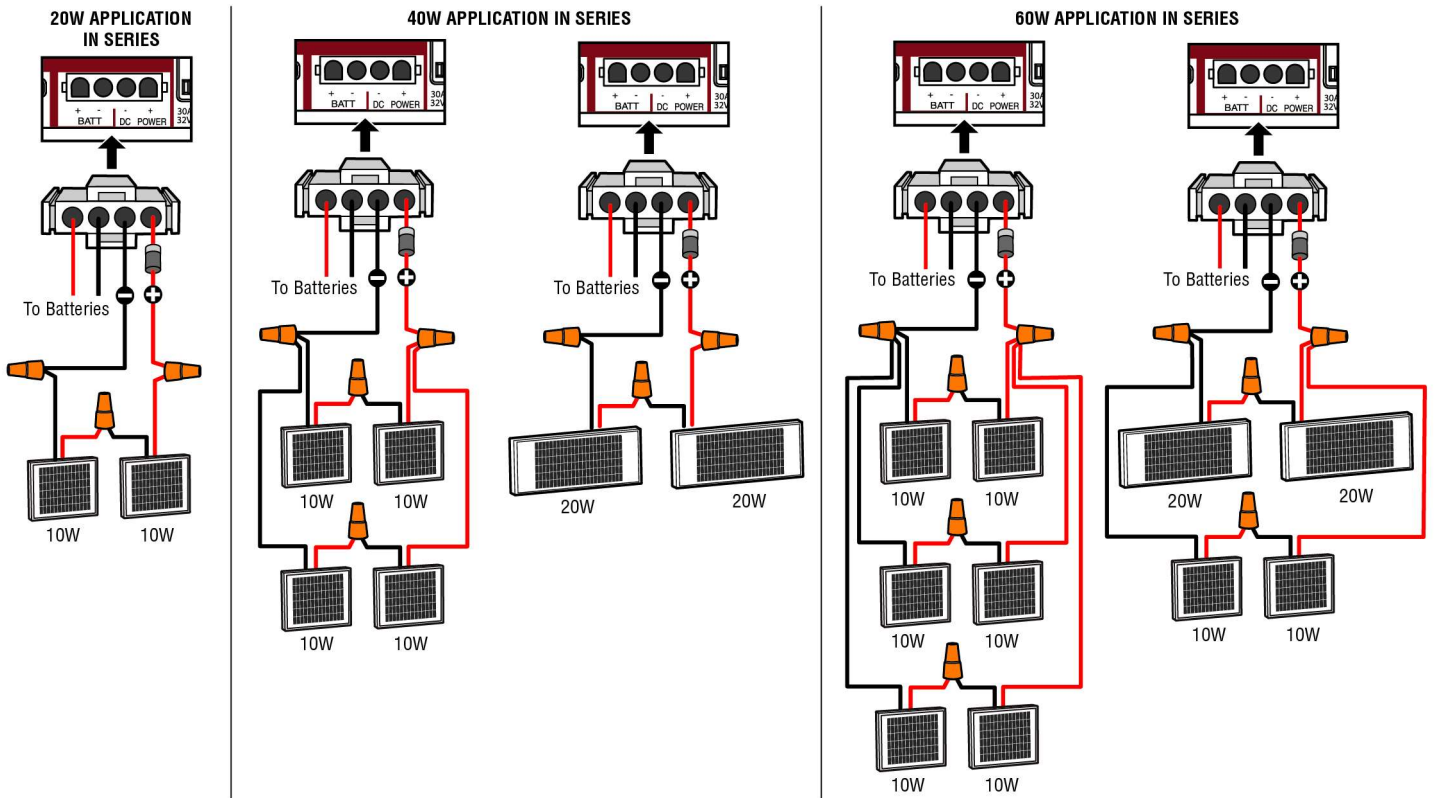 20W APPLICATION
IN SERIES
+ - - +
BATT DC POWER
30A
32V
To Batteries
10W 10W
40W APPLICATION IN SERIES
+ - - +
BATT DC POWER
30A
32V
To Batteries
10W 10W
10W 10W
+ - - +
BATT DC POWER
30A
32V
To Batteries
20W 20W
60W APPLICATION IN SERIES
+ - - +
BATT DC POWER
30A
32V
To Batteries
10W 10W
10W 10W
10W 10W
+ - - +
BATT DC POWER
30A
32V
To Batteries
20W 20W
10W 10W